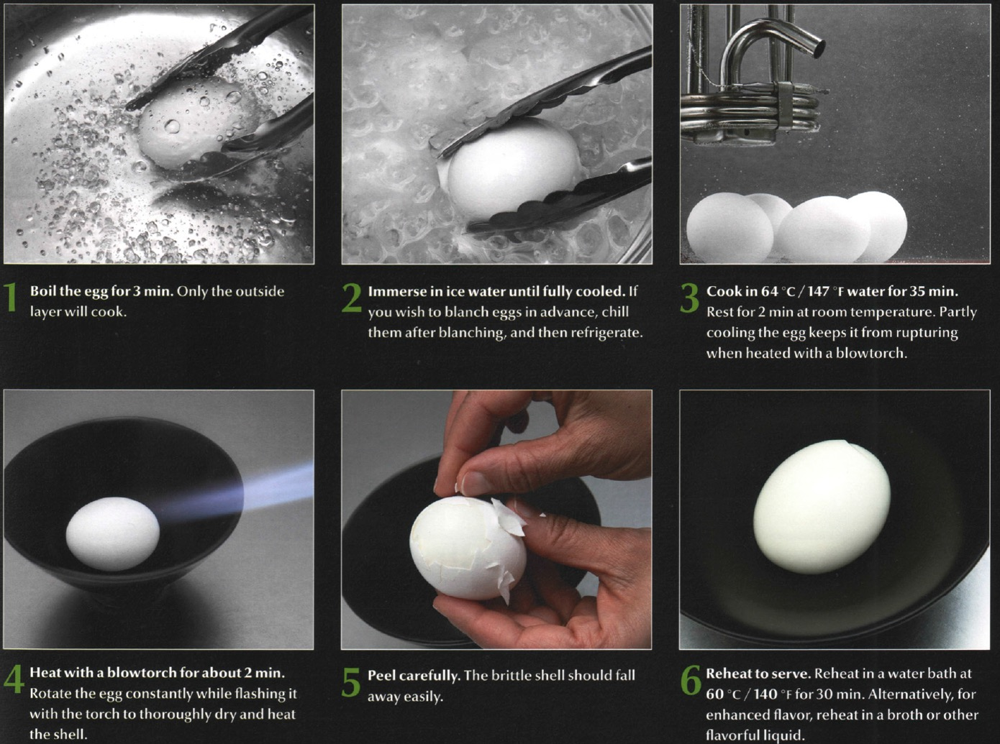 1 Boil the egg for 3 min. Only the outside
layer will cook.
2 Immerse in ice water until fully cooled. If
you wish to blanch eggs in advance, chill
them after blanching, and then refrigerate.
3 Cook in 64 °C / 147 °F water for 35 min.
Rest for 2 min at room temperature. Partly
cooling the egg keeps it from rupturing
when heated with a blowtorch.
4 Heat with a blowtorch for about 2 min.
Rotate the egg constantly while flashing it
with the torch to thoroughly dry and heat
the shell.
5 Peel carefully. The brittle shell should fall
away easily.
6 Reheat to serve. Reheat in a water bath at
60 °C / 140 °F for 30 min. Alternatively, for
enhanced flavor, reheat in a broth or other
flavorful liquid.